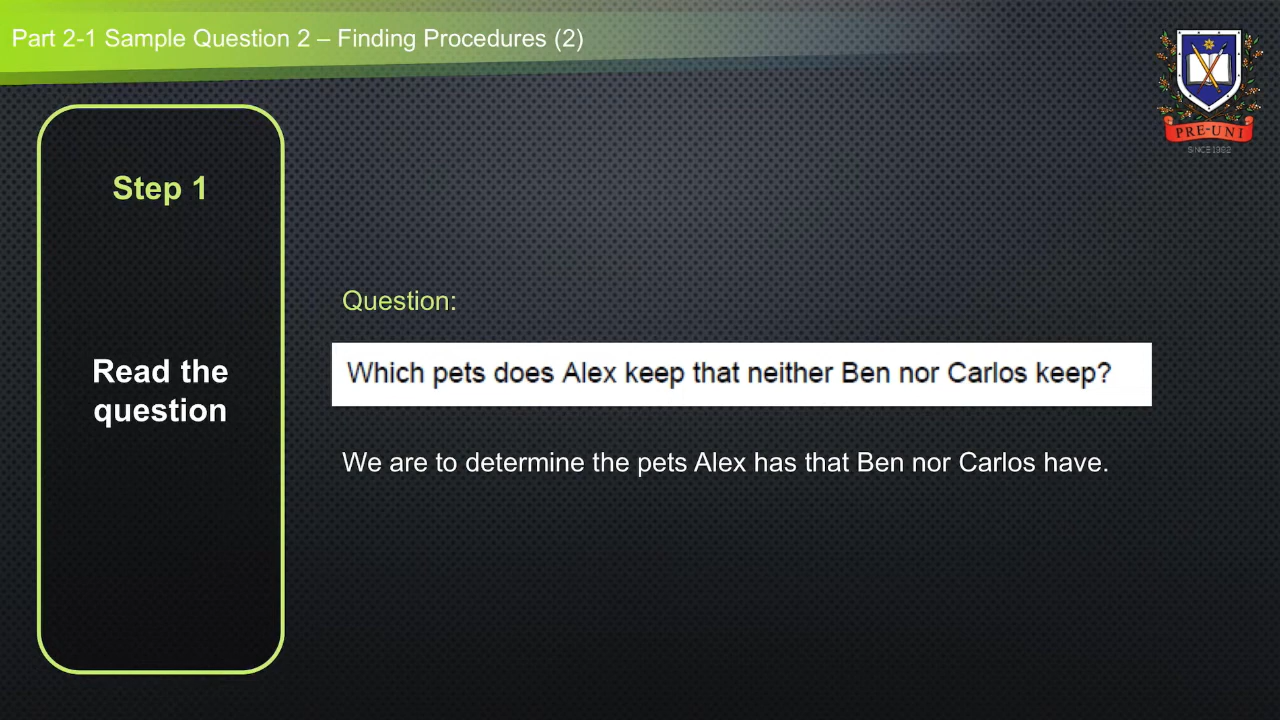 Part 2-1 Sample Question 2 – Finding Procedures (2)
PRE-UNI
SINCE 1992
Step 1
Read the
question
Question:
Which pets does Alex keep that neither Ben nor Carlos keep?
We are to determine the pets Alex has that Ben nor Carlos have.